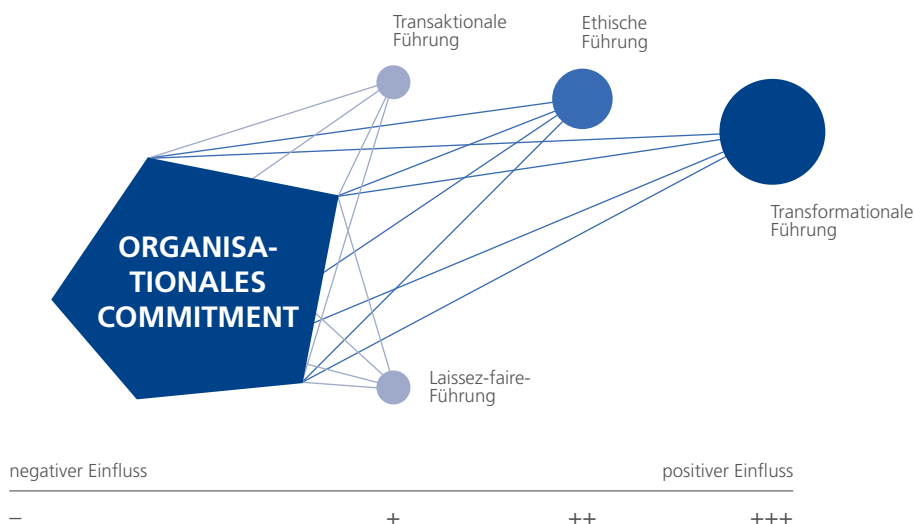 Transaktionale
Führung
Ethische
Führung
Transformationale
Führung
ORGANISA-
TIONALES
COMMITMENT
Laissez-faire-
Führung
negativer Einfluss
positiver Einfluss
– + ++ +++